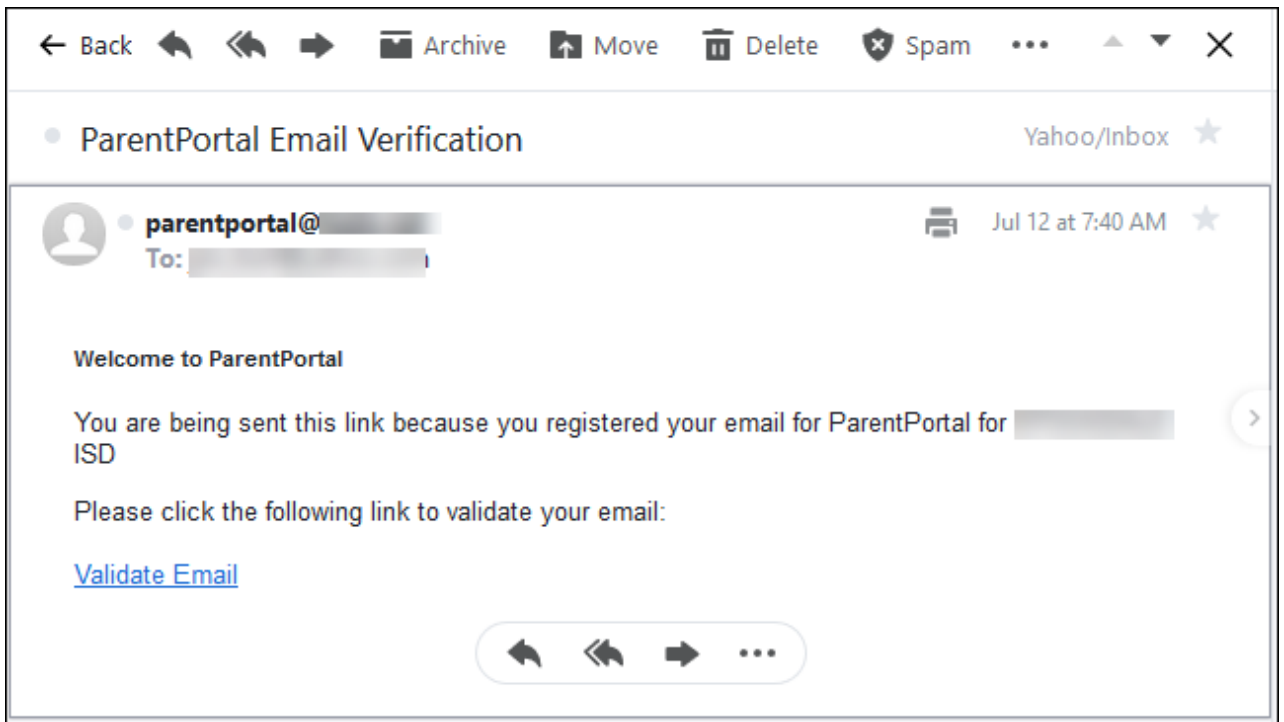 Back Archive Move Delete Spam
ParentPortal Email Verification Yahoo/Inbox
parentportal@ Jul 12 at 7:40 AM
To:
Welcome to ParentPortal
You are being sent this link because you registered your email for ParentPortal for
ISD
Please click the following link to validate your email:
Validate Email